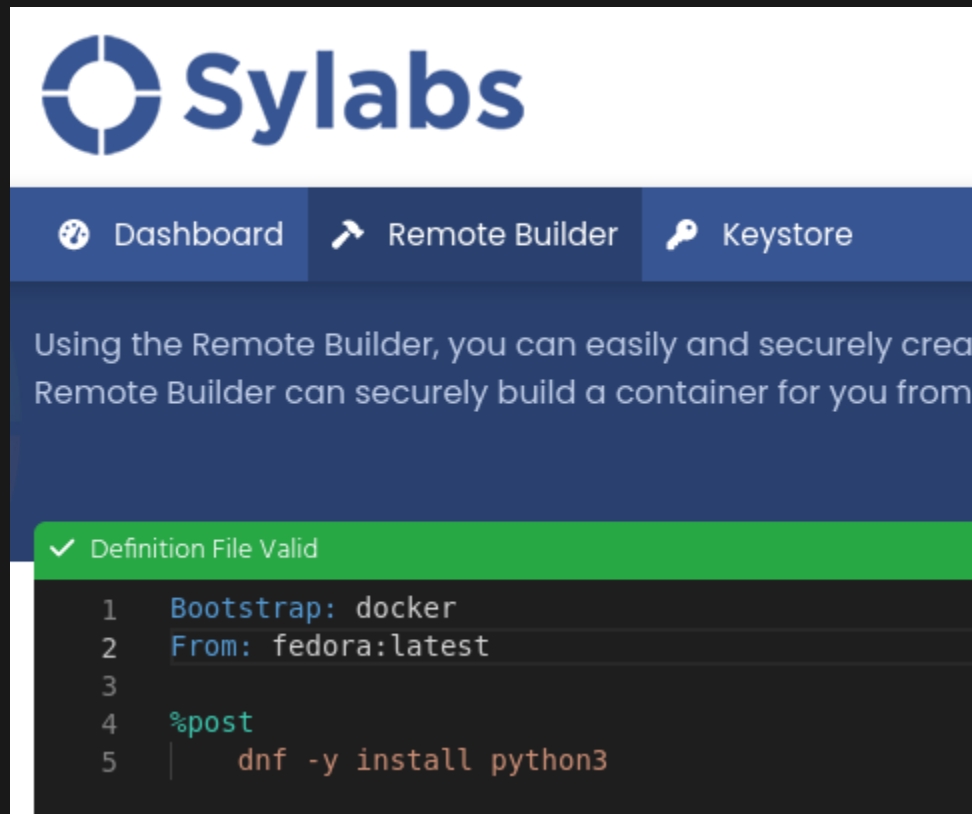 Sylabs
Dashboard Remote Builder Keystore
Using the Remote Builder, you can easily and securely crea
Remote Builder can securely build a container for you from
Definition File Valid
1 Bootstrap: docker
2 From: fedora:latest
3
4 %post
5     dnf -y install python3